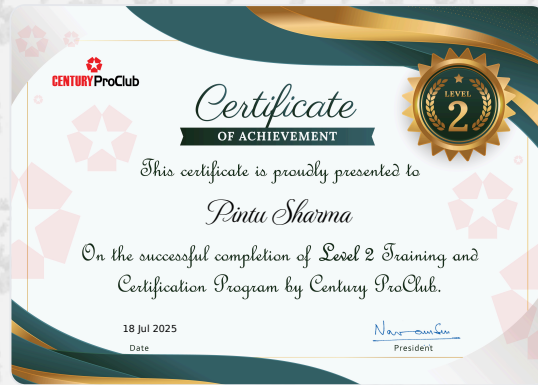 CENTURY ProClub
LEVEL
2
Certificate
OF ACHIEVEMENT
This certificate is proudly presented to
Pintu Sharma
On the successful completion of Level 2 Training and
Certification Program by Century ProClub.
18 Jul 2025
Date
President